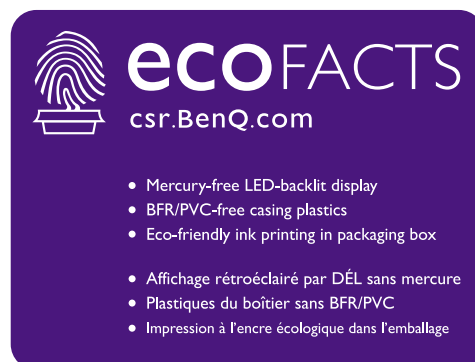 ecoFACTS
csr.BenQ.com
• Mercury-free LED-backlit display
• BFR/PVC-free casing plastics
• Eco-friendly ink printing in packaging box
• Affichage rétroéclairé par DÉL sans mercure
• Plastiques du boîtier sans BFR/PVC
• Impression à l'encre écologique dans l'emballage